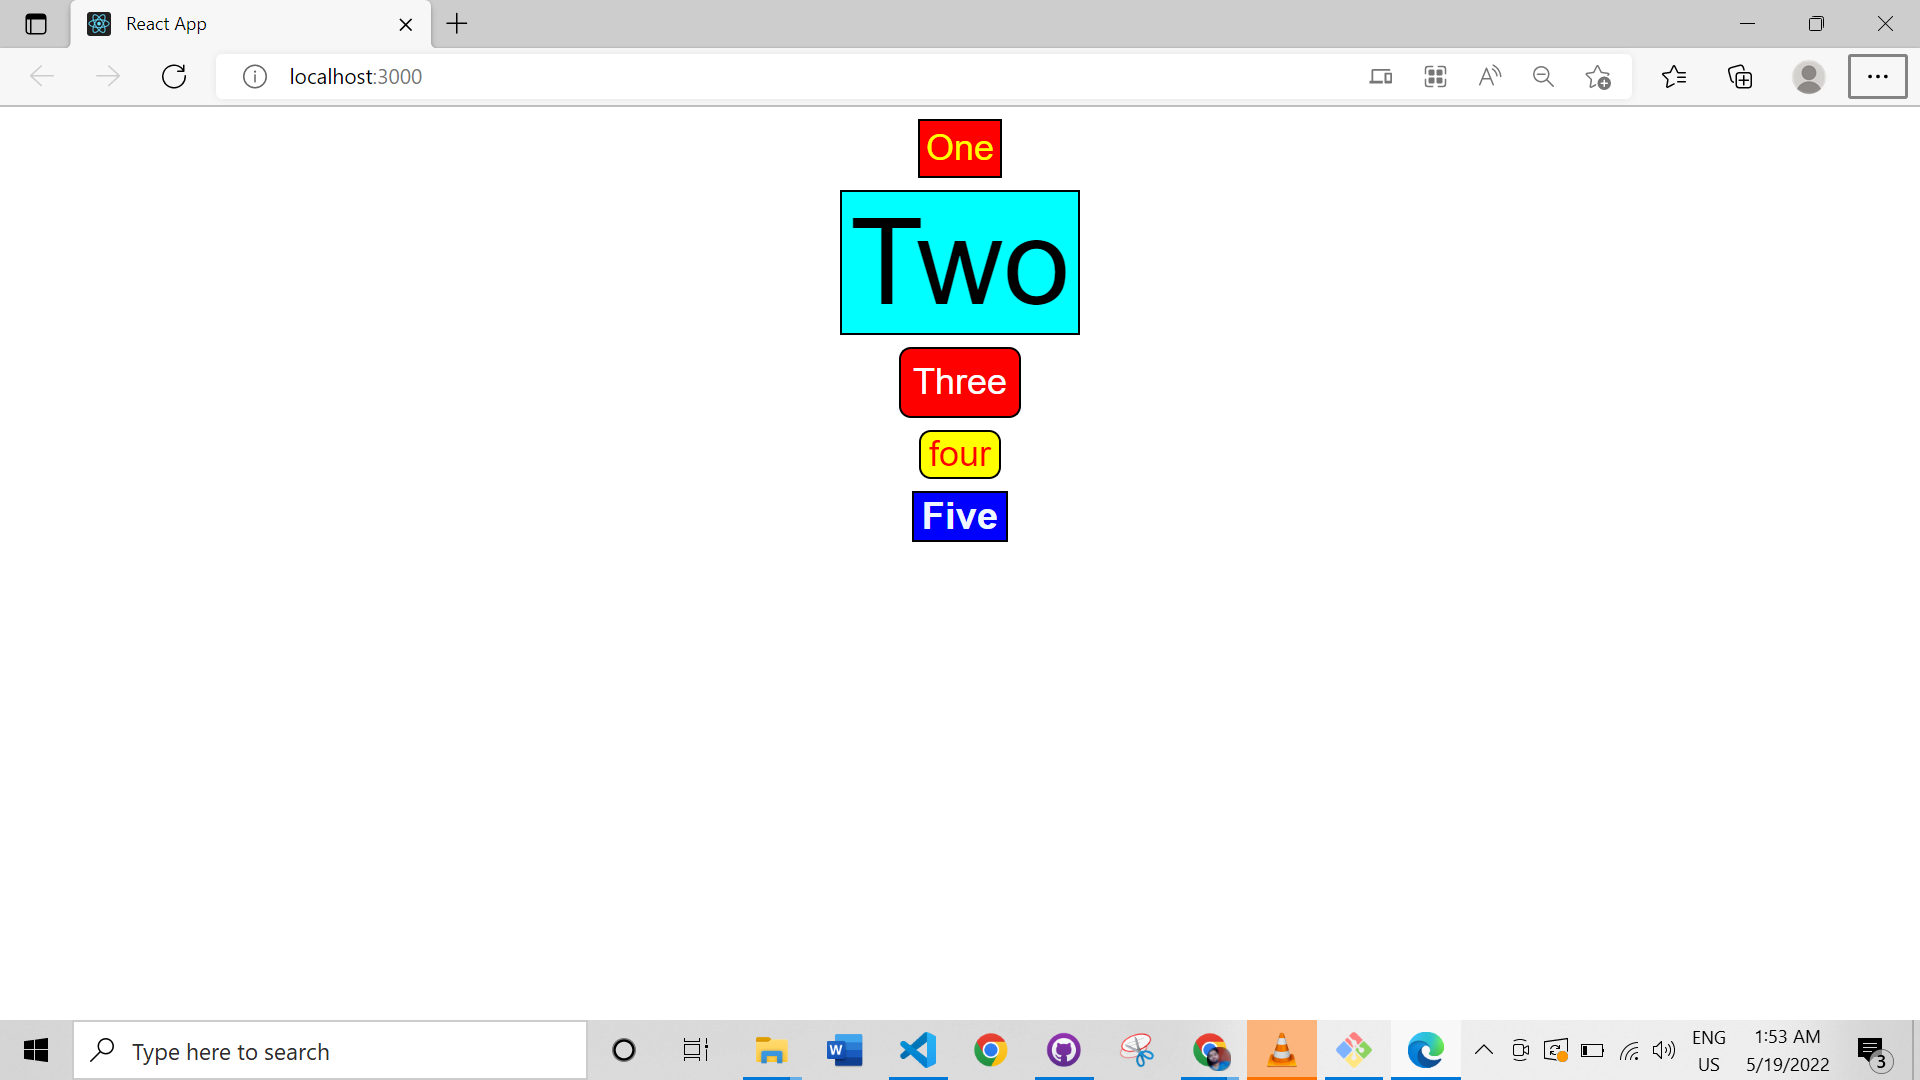 React App
localhost:3000
One
Two
Three
four
Five
Type here to search
W
ENG
US
1:53 AM
5/19/2022
3